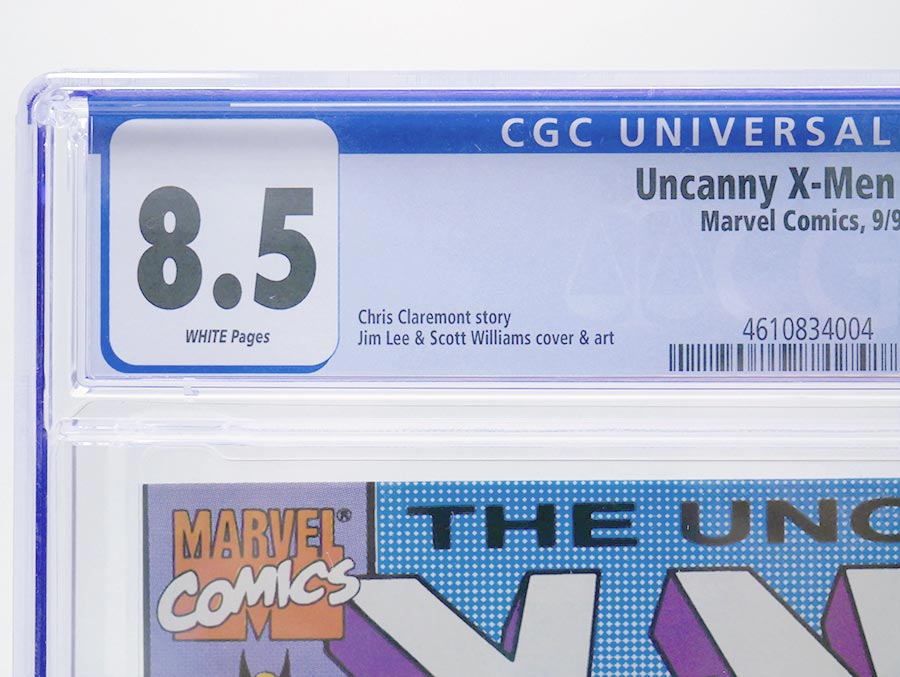 CGC UNIVERSAL
8.5
WHITE Pages
Uncanny X-Men
Marvel Comics, 9/9
Chris Claremont story
Jim Lee & Scott Williams cover & art
4610834004
MARVEL®
COMICS
THE UNC
X